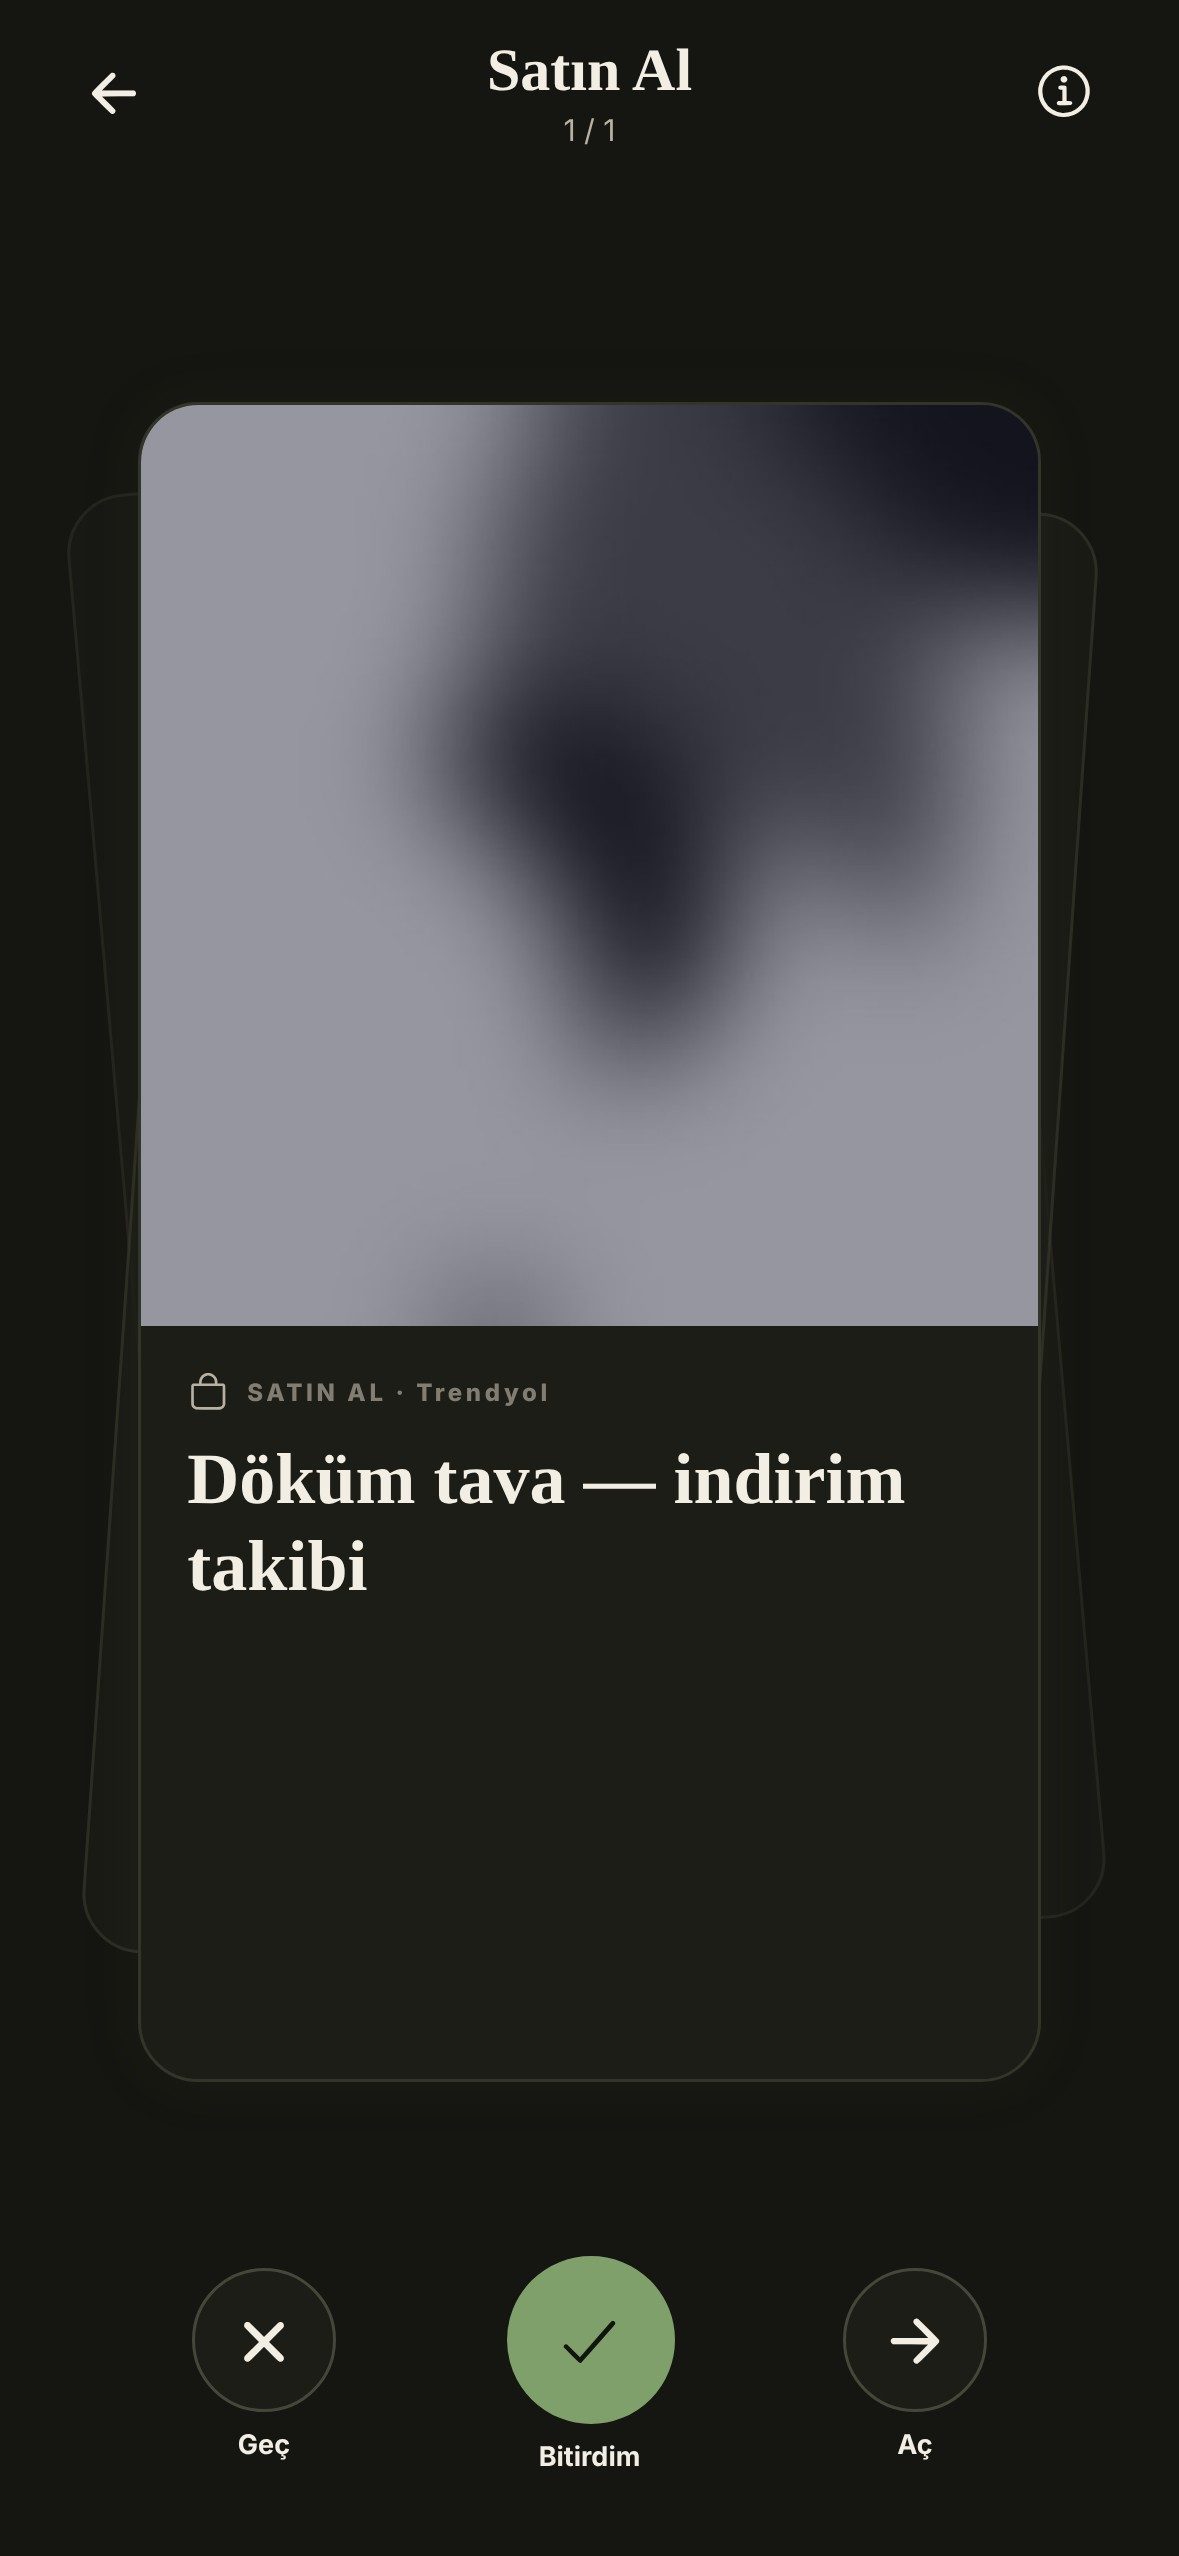 Satın Al
1 / 1
SATIN AL · Trendyol
Döküm tava — indirim
takibi
Geç
Bitirdim
Aç